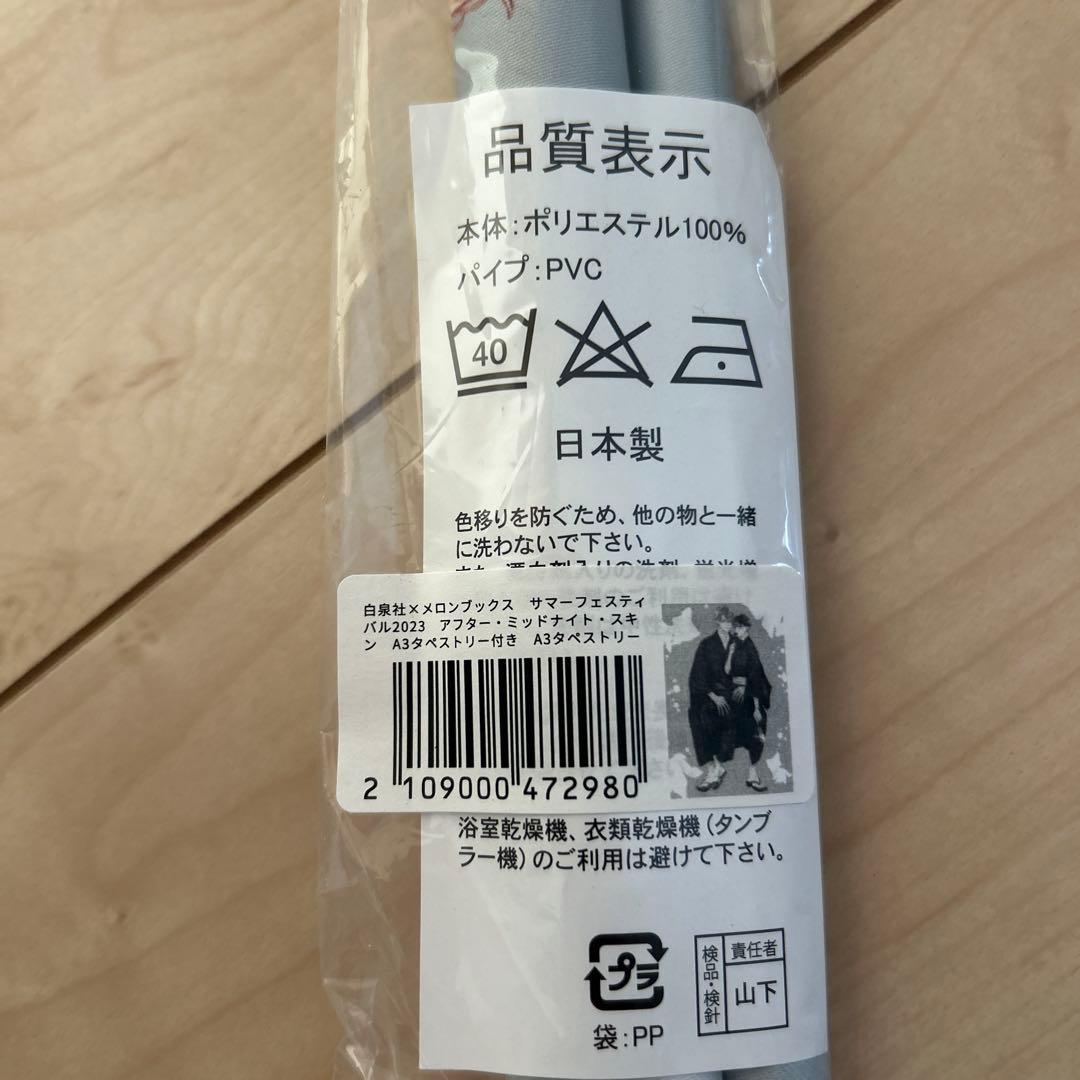 品質表示
本体:ポリエステル100%
パイプ:PVC
40
日本製
色移りを防ぐため、他の物と一緒
に洗わないで下さい。
白泉社×メロンブックス　サマーフェスティ
バル2023　アフター・ミッドナイト・スキ
ン　A3タペストリー付き　A3タペストリー
2 109000 472980
浴室乾燥機、衣類乾燥機(タンブ
ラー機)のご利用は避けて下さい。
プラ
袋:PP
検品・検針
責任者
山下